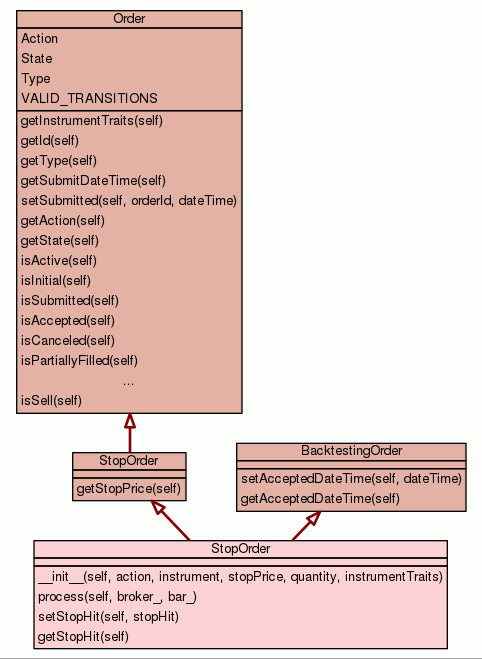 Order
Action
State
Type
VALID_TRANSITIONS
getInstrumentTraits(self)
getId(self)
getType(self)
getSubmitDateTime(self)
setSubmitted(self, orderId, dateTime)
getAction(self)
getState(self)
isActive(self)
isInitial(self)
isSubmitted(self)
isAccepted(self)
isCanceled(self)
isPartiallyFilled(self)
...
isSell(self)
StopOrder
getStopPrice(self)
BacktestingOrder
setAcceptedDateTime(self, dateTime)
getAcceptedDateTime(self)
StopOrder
__init__(self, action, instrument, stopPrice, quantity, instrumentTraits)
process(self, broker_, bar_)
setStopHit(self, stopHit)
getStopHit(self)